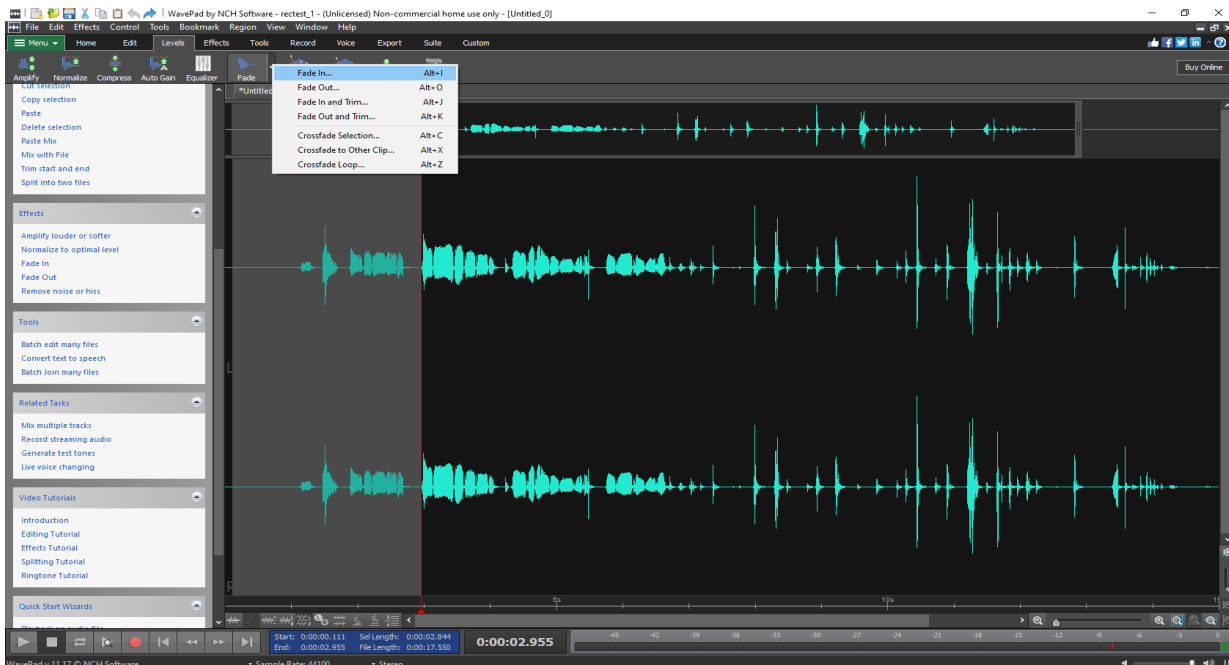 WavePad by NCH Software - rectest_1 - (Unlicensed) Non-commercial home use only - [Untitled_0]
File Edit Effects Control Tools Bookmark Region View Window Help
Menu Home Edit Levels Effects Tools Record Voice Export Suite Custom
Amplify Normalize Compress Auto Gain Equalizer Fade
Buy Online
Fade In... Alt+I
Fade Out... Alt+O
Fade In and Trim... Alt+J
Fade Out and Trim... Alt+K
Crossfade Selection... Alt+C
Crossfade to Other Clip... Alt+X
Crossfade Loop... Alt+Z
Cut selection
Copy selection
Paste
Delete selection
Paste Mix
Mix with File
Trim start and end
Split into two files
Effects
Amplify louder or softer
Normalize to optimal level
Fade In
Fade Out
Remove noise or hiss
Tools
Batch edit many files
Convert text to speech
Batch Join many files
Related Tasks
Mix multiple tracks
Record streaming audio
Generate test tones
Live voice changing
Video Tutorials
Introduction
Editing Tutorial
Effects Tutorial
Splitting Tutorial
Ringtone Tutorial
Quick Start Wizards
L
R
5s 10s
Start: 0:00:00.111 Sel Length: 0:00:02.844
End: 0:00:02.955 File Length: 0:00:17.550
0:00:02.955
-45 -42 -39 -36 -33 -30 -27 -24 -21 -18 -15 -12 -9 -6 -3 0
WavePad v 11.17 © NCH Software Sample Rate: 44100 Stereo